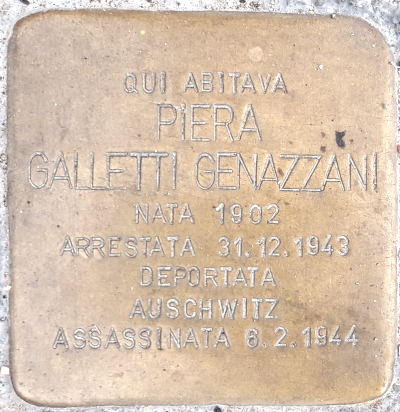 QUI ABITAVA
PIERA
GALLETTI GENAZZANI
NATA 1902
ARRESTATA 31.12.1943
DEPORTATA
AUSCHWITZ
ASSASSINATA 6.2.1944